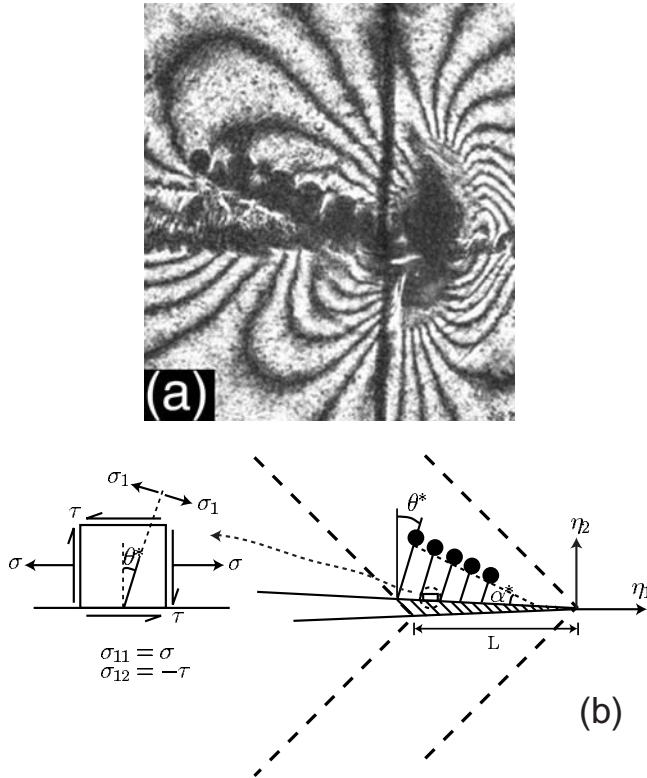 (a)
σ₁
σ₁
θ*
η₂
τ
θ*
σ
σ
α*
η₁
τ
L
σ₁₁ = σ
σ₁₂ = −τ
(b)